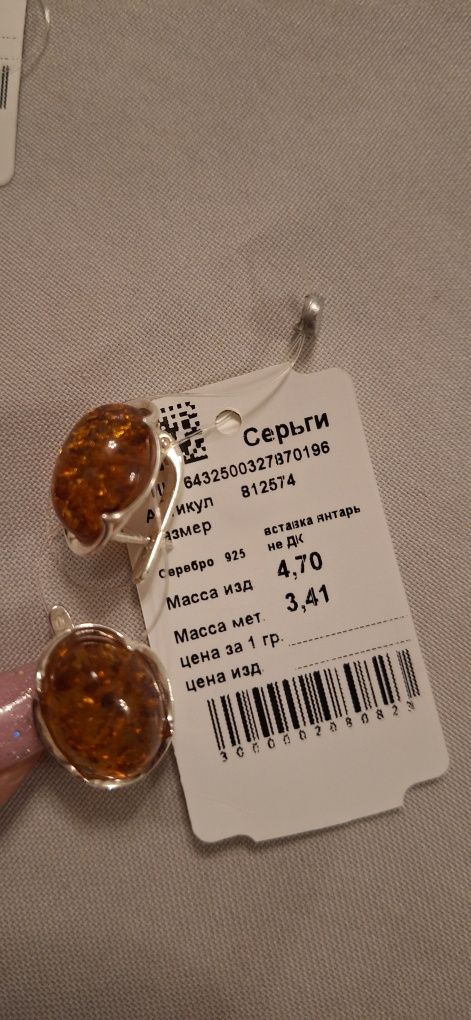 Серьги
6432500327870196
812574
Серебро 925
вставка янтарь
не ДК
Масса изд 4,70
Масса мет. 3,41
цена за 1 гр.
цена изд.